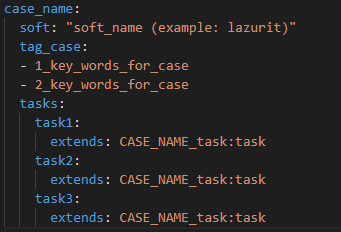 case_name:
  soft: "soft_name (example: lazurit)"
  tag_case:
  - 1_key_words_for_case
  - 2_key_words_for_case
  tasks:
    task1:
      extends: CASE_NAME_task:task
    task2:
      extends: CASE_NAME_task:task
    task3:
      extends: CASE_NAME_task:task